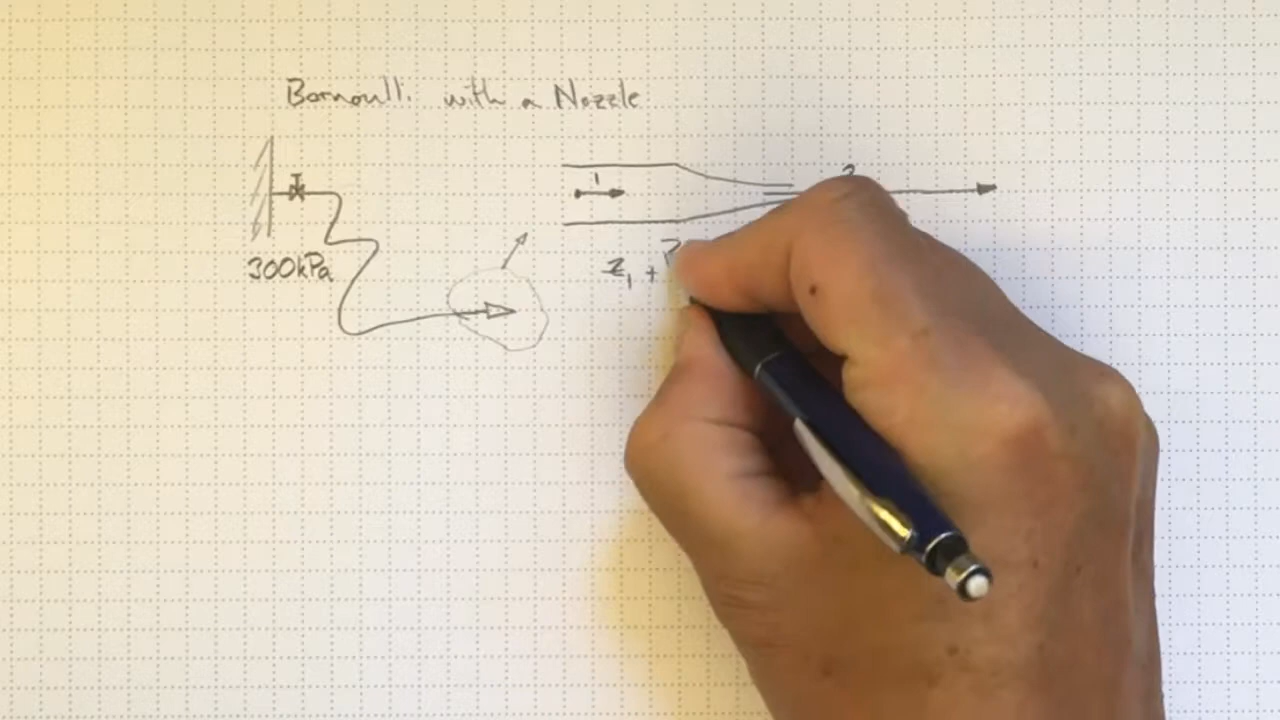 Bernoulli with a Nozzle
1
2
300kPa
z₁ + P